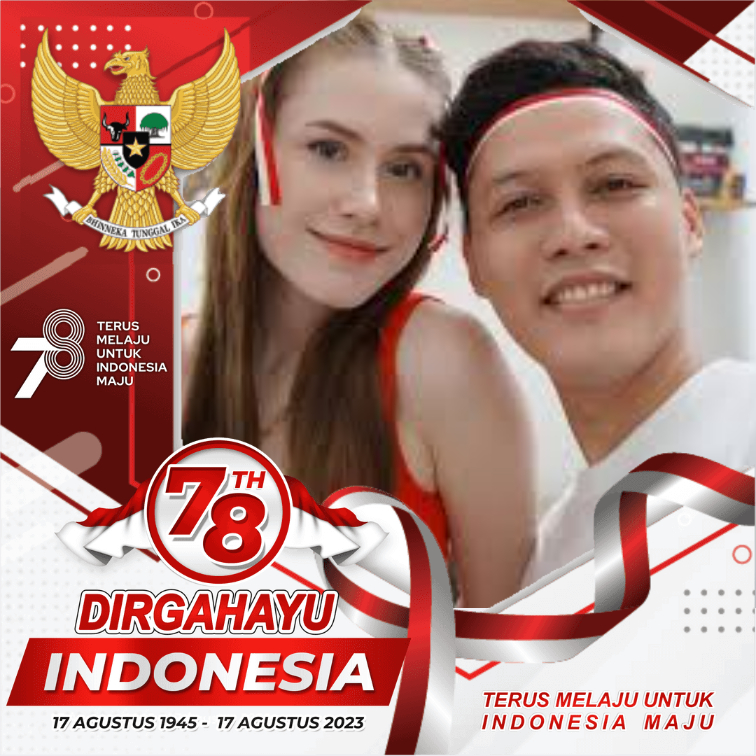 BHINNEKA TUNGGAL IKA
78
TERUS
MELAJU
UNTUK
INDONESIA
MAJU
78TH
DIRGAHAYU
INDONESIA
17 AGUSTUS 1945 - 17 AGUSTUS 2023
TERUS MELAJU UNTUK
INDONESIA MAJU